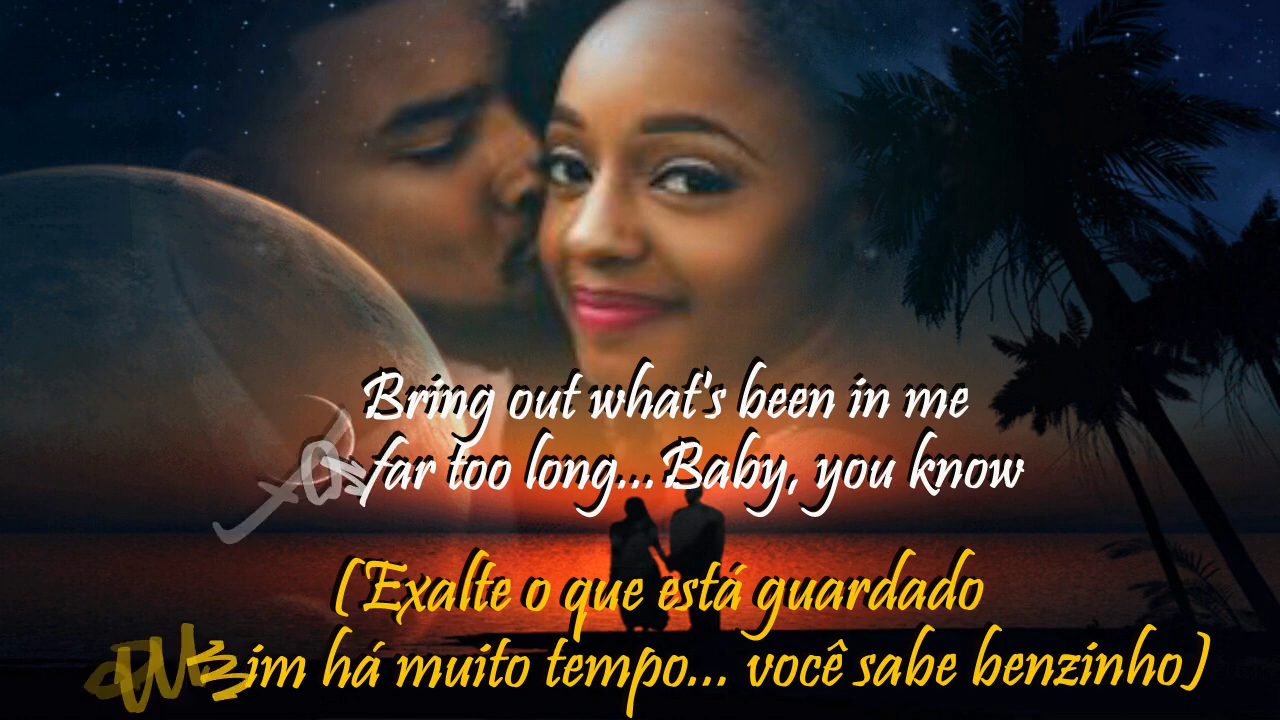 Bring out what's been in me
far too long...Baby, you know
(Exalte o que está guardado
im há muito tempo... você sabe benzinho)